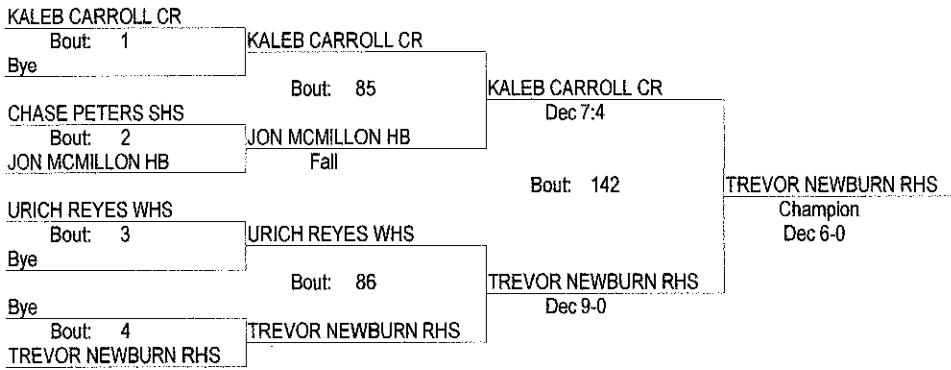 KALEB CARROLL CR
Bout: 1
Bye
KALEB CARROLL CR
Bout: 85
CHASE PETERS SHS
Bout: 2
JON MCMILLON HB
JON MCMILLON HB
Fall
KALEB CARROLL CR
Dec 7:4
Bout: 142
URICH REYES WHS
Bout: 3
Bye
URICH REYES WHS
Bout: 86
Bye
Bout: 4
TREVOR NEWBURN RHS
TREVOR NEWBURN RHS
TREVOR NEWBURN RHS
Dec 9-0
TREVOR NEWBURN RHS
Champion
Dec 6-0